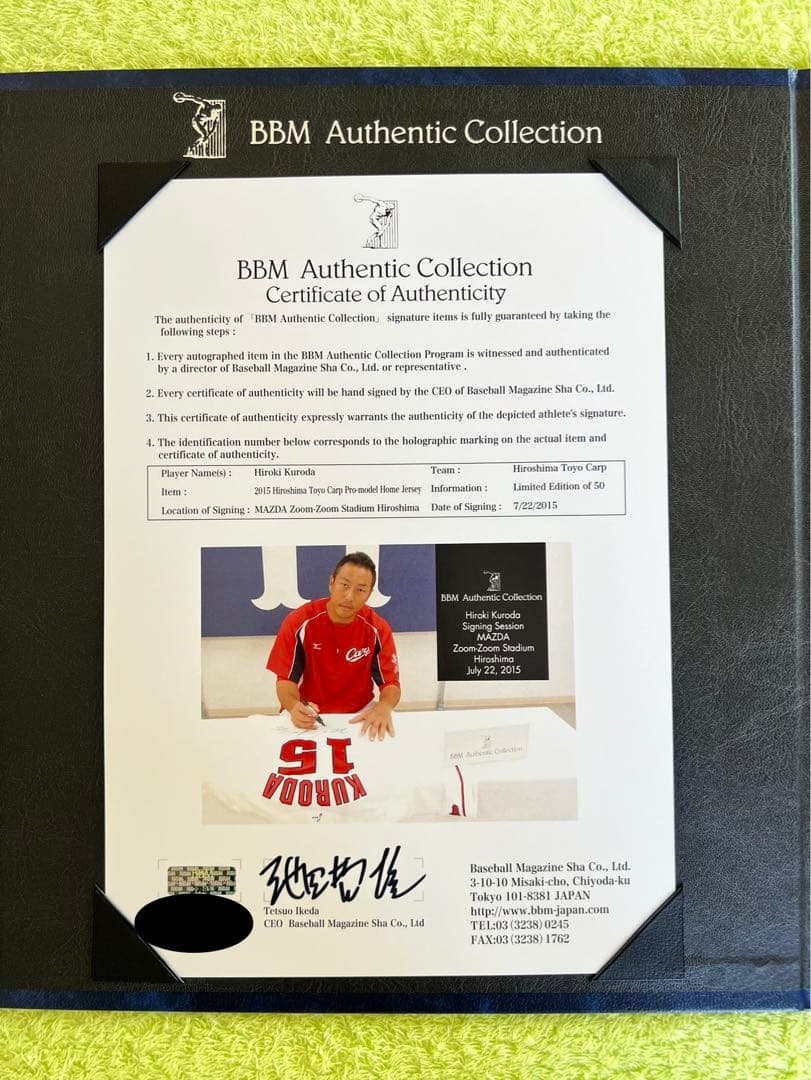 BBM Authentic Collection
BBM Authentic Collection
Certificate of Authenticity
The authenticity of 「BBM Authentic Collection」 signature items is fully guaranteed by taking the
following steps :
1. Every autographed item in the BBM Authentic Collection Program is witnessed and authenticated
by a director of Baseball Magazine Sha Co., Ltd. or representative .
2. Every certificate of authenticity will be hand signed by the CEO of Baseball Magazine Sha Co., Ltd.
3. This certificate of authenticity expressly warrants the authenticity of the depicted athlete's signature.
4. The identification number below corresponds to the holographic marking on the actual item and
certificate of authenticity.
Player Name(s) : Hiroki Kuroda Team : Hiroshima Toyo Carp
Item : 2015 Hiroshima Toyo Carp Pro-model Home Jersey Information : Limited Edition of 50
Location of Signing : MAZDA Zoom-Zoom Stadium Hiroshima Date of Signing : 7/22/2015
BBM Authentic Collection
Hiroki Kuroda
Signing Session
MAZDA
Zoom-Zoom Stadium
Hiroshima
July 22, 2015
Carp
BBM Authentic Collection
15
KURODA
BBM
池田哲雄
Tetsuo Ikeda
CEO Baseball Magazine Sha Co., Ltd
Baseball Magazine Sha Co., Ltd.
3-10-10 Misaki-cho, Chiyoda-ku
Tokyo 101-8381 JAPAN
http://www.bbm-japan.com
TEL:03 (3238) 0245
FAX:03 (3238) 1762